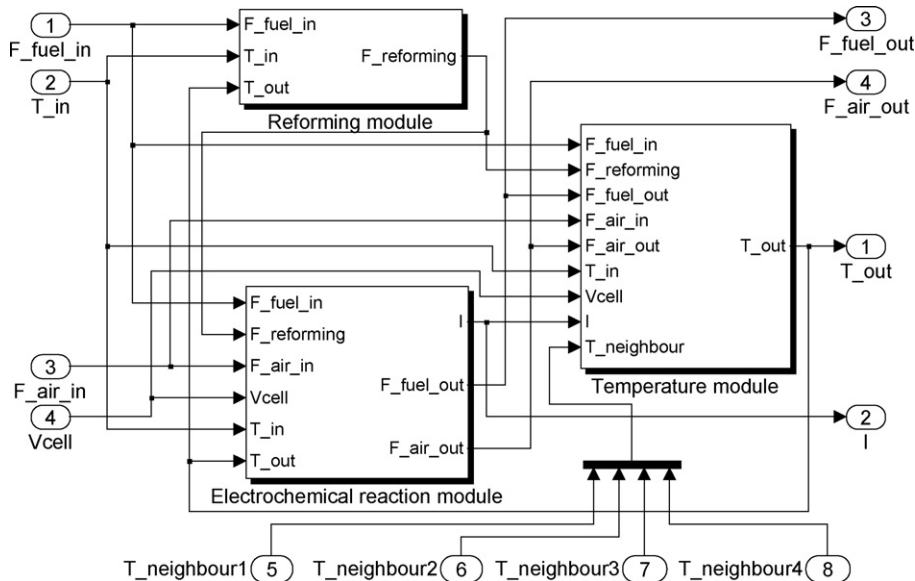 1
F_fuel_in
2
T_in
F_fuel_in
T_in
T_out
F_reforming
Reforming module
3
F_fuel_out
4
F_air_out
F_fuel_in
F_reforming
F_fuel_out
F_air_in
F_air_out
T_in
Vcell
I
T_neighbour
T_out
Temperature module
1
T_out
3
F_air_in
4
Vcell
F_fuel_in
F_reforming
F_air_in
Vcell
T_in
T_out
I
F_fuel_out
F_air_out
Electrochemical reaction module
2
I
T_neighbour1 5
T_neighbour2 6
T_neighbour3 7
T_neighbour4 8